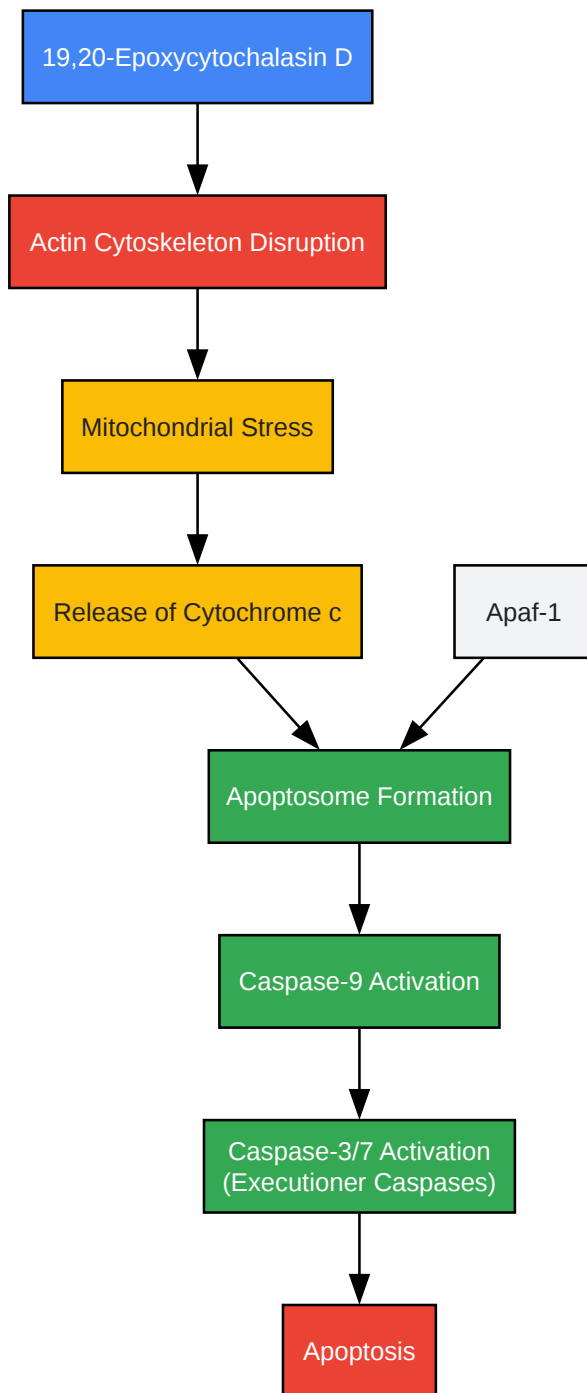 19,20-Epoxycytochalasin D
Actin Cytoskeleton Disruption
Mitochondrial Stress
Release of Cytochrome c
Apaf-1
Apoptosome Formation
Caspase-9 Activation
Caspase-3/7 Activation
(Executioner Caspases)
Apoptosis